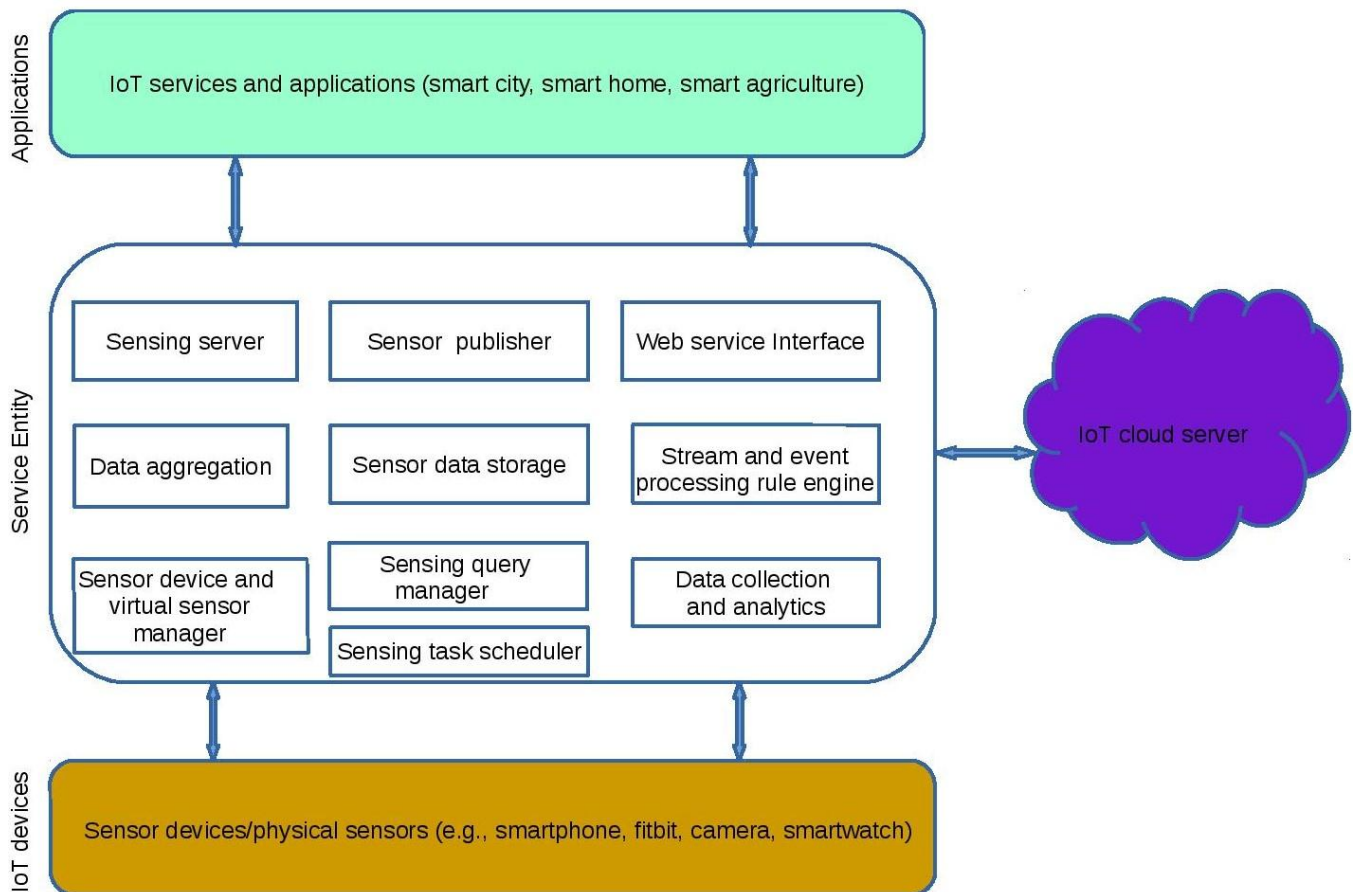 Applications
IoT services and applications (smart city, smart home, smart agriculture)
Service Entity
Sensing server
Sensor publisher
Web service Interface
Data aggregation
Sensor data storage
Stream and event
processing rule engine
Sensor device and
virtual sensor
manager
Sensing query
manager
Sensing task scheduler
Data collection
and analytics
IoT cloud server
IoT devices
Sensor devices/physical sensors (e.g., smartphone, fitbit, camera, smartwatch)